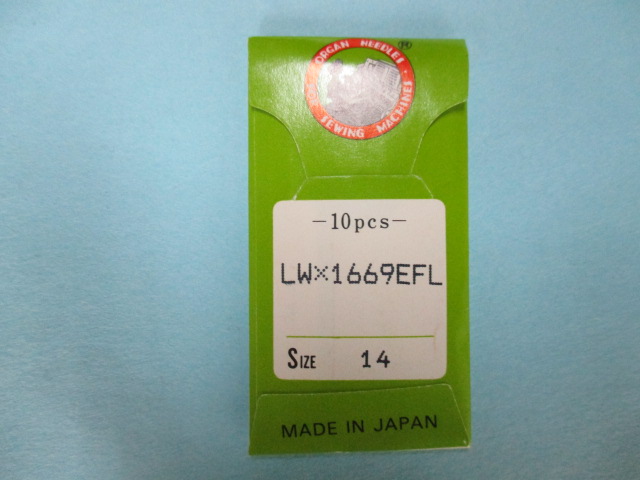 ORGAN NEEDLES
®
SEWING MACHINES
-10pcs-
LW×1669EFL
SIZE 14
MADE IN JAPAN